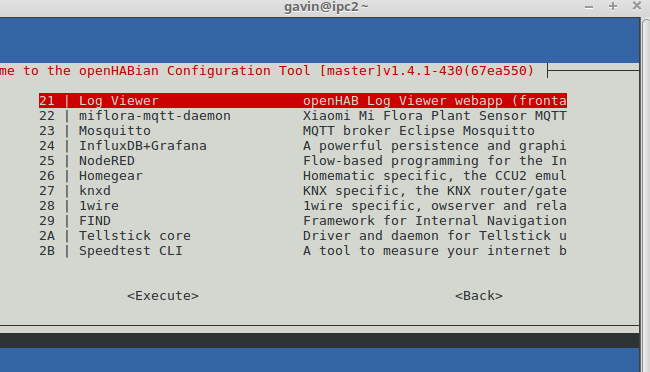 gavin@ipc2~
me to the openHABian Configuration Tool [master]v1.4.1-430(67ea550)
21 | Log Viewer openHAB Log Viewer webapp (fronta
22 | miflora-mqtt-daemon Xiaomi Mi Flora Plant Sensor MQTT
23 | Mosquitto MQTT broker Eclipse Mosquitto
24 | InfluxDB+Grafana A powerful persistence and graphi
25 | NodeRED Flow-based programming for the In
26 | Homegear Homematic specific, the CCU2 emul
27 | knxd KNX specific, the KNX router/gate
28 | 1wire 1wire specific, owserver and rela
29 | FIND Framework for Internal Navigation
2A | Tellstick core Driver and daemon for Tellstick u
2B | Speedtest CLI A tool to measure your internet b
<Execute> <Back>